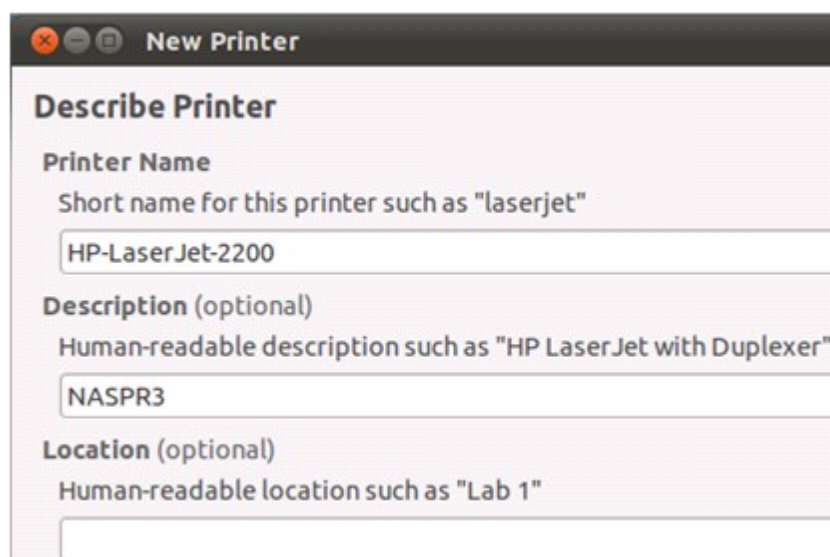 New Printer
Describe Printer
Printer Name
Short name for this printer such as "laserjet"
HP-LaserJet-2200
Description (optional)
Human-readable description such as "HP LaserJet with Duplexer"
NASPR3
Location (optional)
Human-readable location such as "Lab 1"